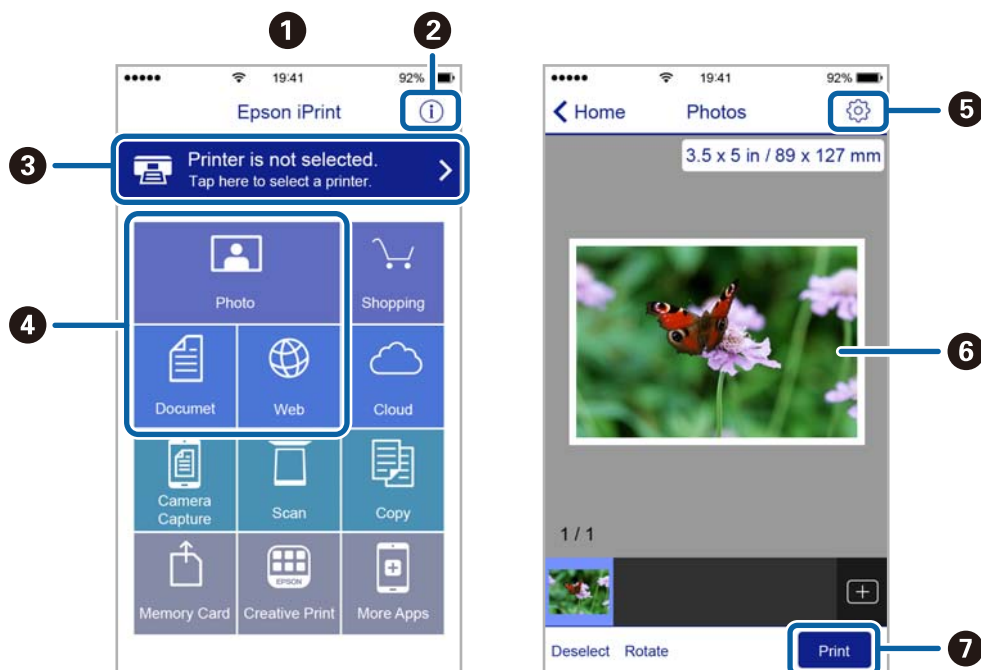 1
2
19:41
92%
Epson iPrint
i
3
Printer is not selected.
Tap here to select a printer.
4
Photo
Shopping
Documet
Web
Cloud
Camera
Capture
Scan
Copy
EPSON
Memory Card
Creative Print
More Apps
19:41
92%
Home
Photos
5
3.5 x 5 in / 89 x 127 mm
6
1 / 1
Deselect
Rotate
Print
7